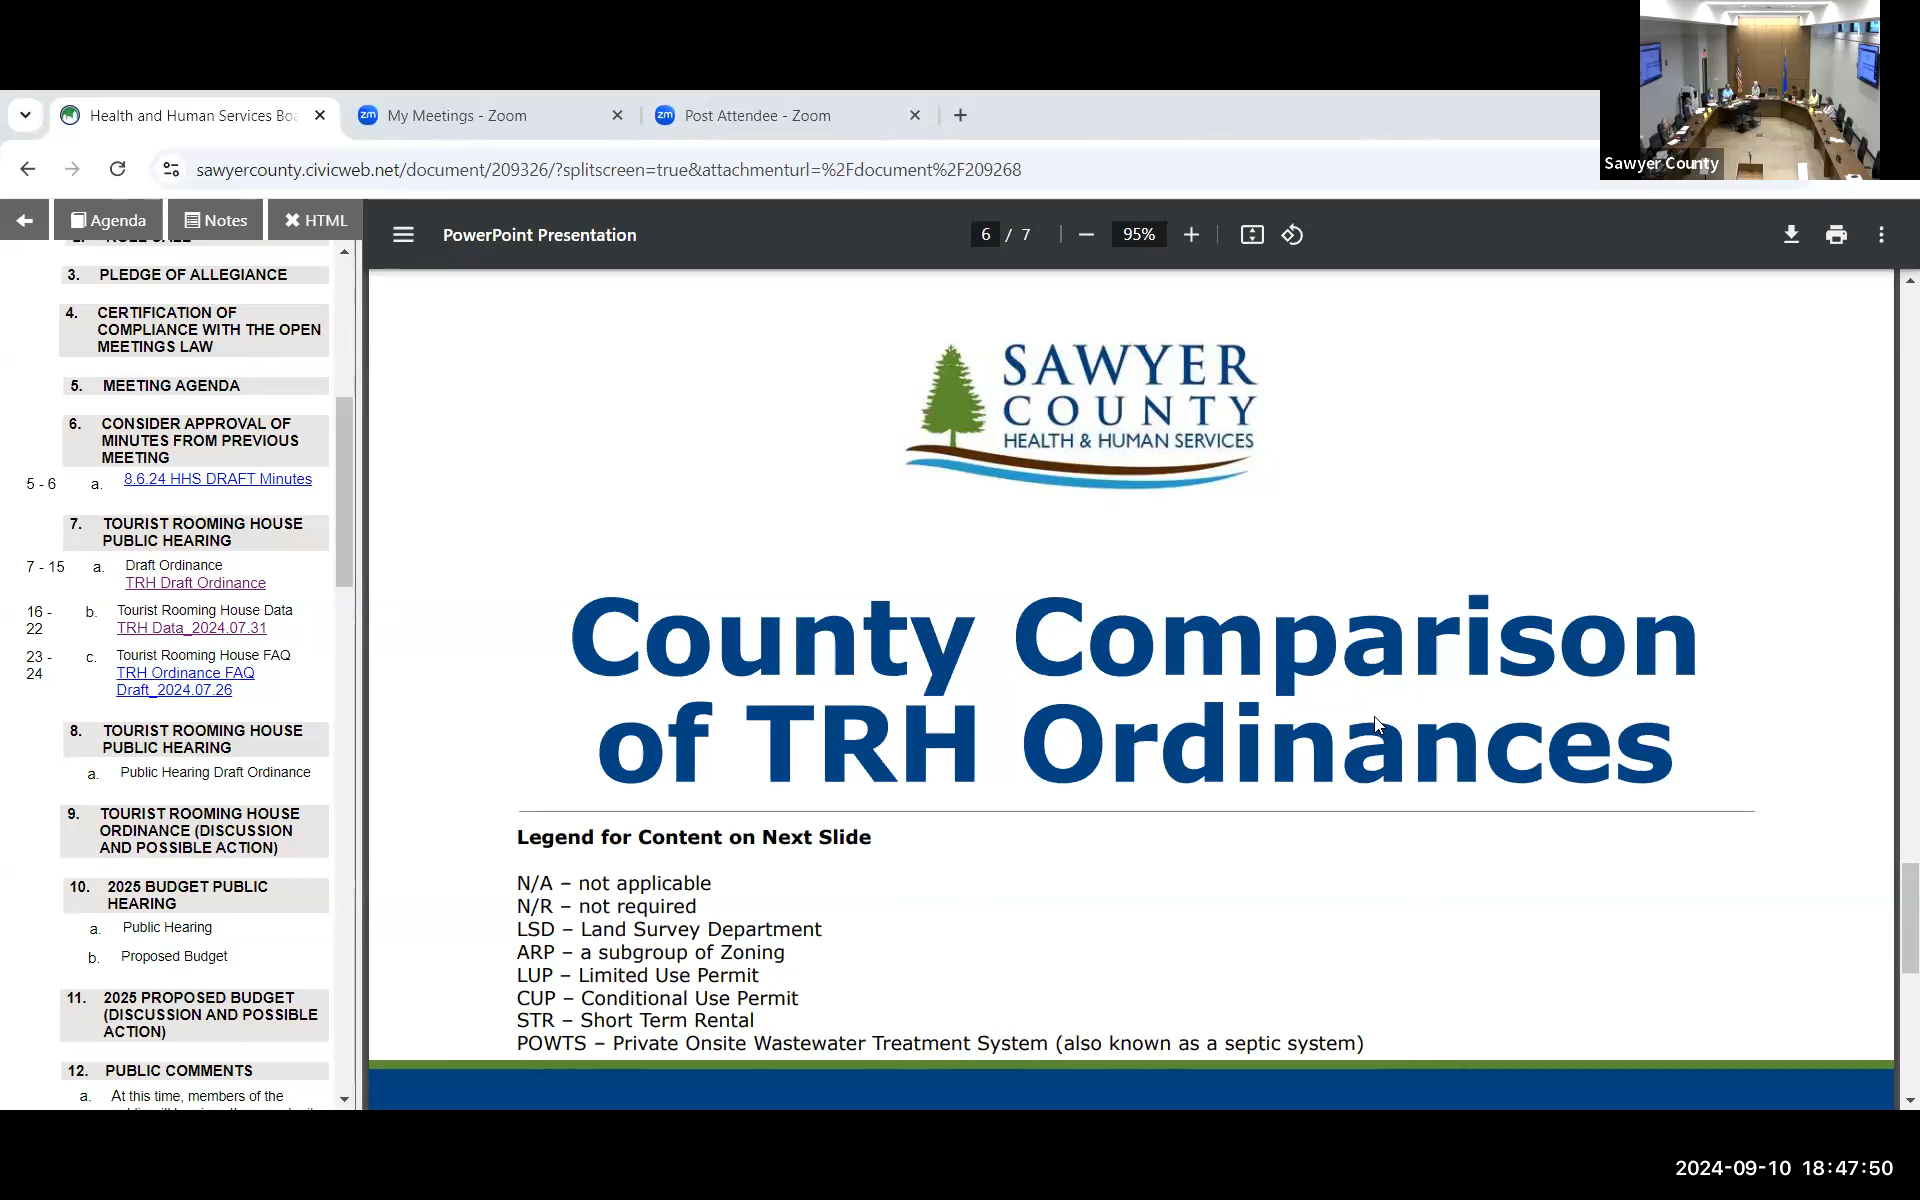 Health and Human Services Boa
My Meetings - Zoom
Post Attendee - Zoom
sawyercounty.civicweb.net/document/209326/?splitscreen=true&attachmenturl=%2Fdocument%2F209268
Sawyer County
Agenda
Notes
HTML
PowerPoint Presentation
6 / 7
95%
3. PLEDGE OF ALLEGIANCE
4. CERTIFICATION OF
COMPLIANCE WITH THE OPEN
MEETINGS LAW
5. MEETING AGENDA
6. CONSIDER APPROVAL OF
MINUTES FROM PREVIOUS
MEETING
5 - 6 a. 8.6.24 HHS DRAFT Minutes
7. TOURIST ROOMING HOUSE
PUBLIC HEARING
7 - 15 a. Draft Ordinance
TRH Draft Ordinance
16 - 22 b. Tourist Rooming House Data
TRH Data_2024.07.31
23 - 24 c. Tourist Rooming House FAQ
TRH Ordinance FAQ
Draft_2024.07.26
8. TOURIST ROOMING HOUSE
PUBLIC HEARING
a. Public Hearing Draft Ordinance
9. TOURIST ROOMING HOUSE
ORDINANCE (DISCUSSION
AND POSSIBLE ACTION)
10. 2025 BUDGET PUBLIC
HEARING
a. Public Hearing
b. Proposed Budget
11. 2025 PROPOSED BUDGET
(DISCUSSION AND POSSIBLE
ACTION)
12. PUBLIC COMMENTS
a. At this time, members of the
SAWYER
COUNTY
HEALTH & HUMAN SERVICES
County Comparison
of TRH Ordinances
Legend for Content on Next Slide
N/A – not applicable
N/R – not required
LSD – Land Survey Department
ARP – a subgroup of Zoning
LUP – Limited Use Permit
CUP – Conditional Use Permit
STR – Short Term Rental
POWTS – Private Onsite Wastewater Treatment System (also known as a septic system)
2024-09-10 18:47:50